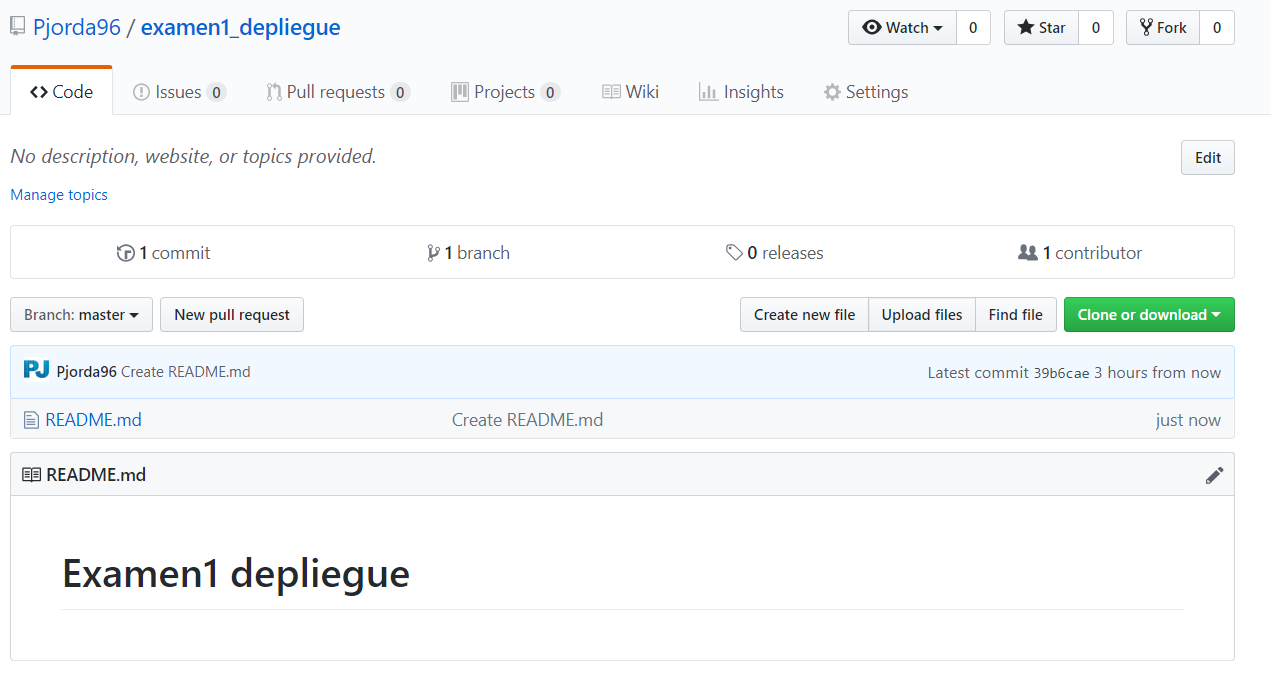 Pjorda96 / examen1_depliegue Watch 0 Star 0 Fork 0
Code Issues 0 Pull requests 0 Projects 0 Wiki Insights Settings
No description, website, or topics provided. Edit
Manage topics
1 commit 1 branch 0 releases 1 contributor
Branch: master New pull request Create new file Upload files Find file Clone or download
PJ Pjorda96 Create README.md Latest commit 39b6cae 3 hours from now
README.md Create README.md just now
README.md
Examen1 depliegue